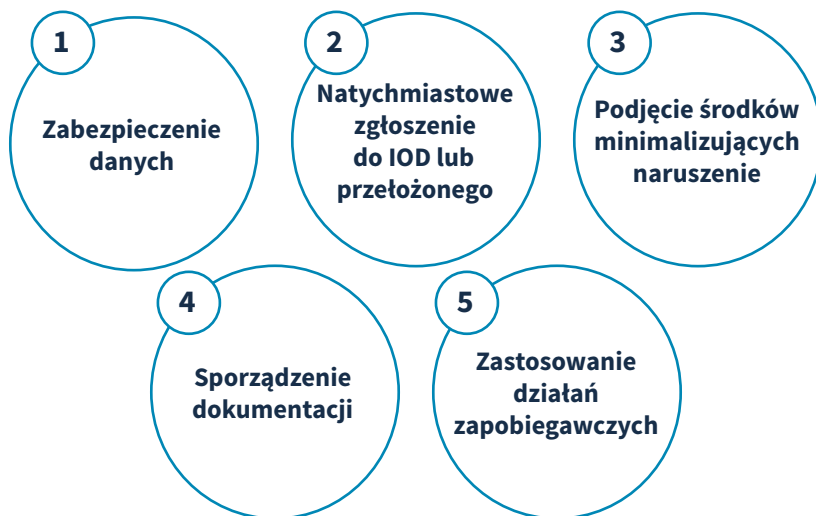 1
Zabezpieczenie
danych
2
Natychmiastowe
zgłoszenie
do IOD lub
przełożonego
3
Podjęcie środków
minimalizujących
naruszenie
4
Sporządzenie
dokumentacji
5
Zastosowanie
działań
zapobiegawczych